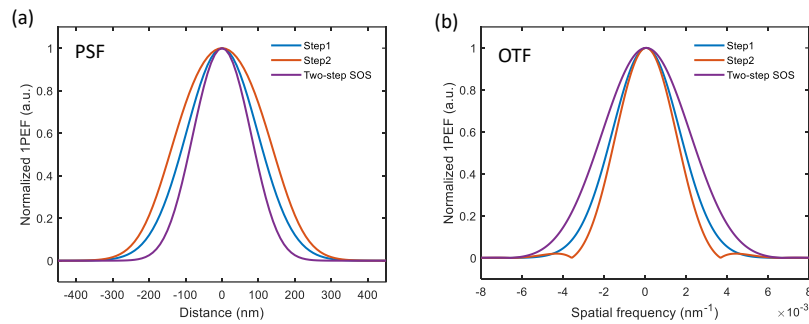 (a)
PSF
Step1
Step2
Two-step SOS
Normalized 1PEF (a.u.)
1
0.8
0.6
0.4
0.2
0
-400 -300 -200 -100 0 100 200 300 400
Distance (nm)
(b)
OTF
Step1
Step2
Two-step SOS
Normalized 1PEF (a.u.)
1
0.8
0.6
0.4
0.2
0
-8 -6 -4 -2 0 2 4 6 8
Spatial frequency (nm⁻¹) ×10⁻³